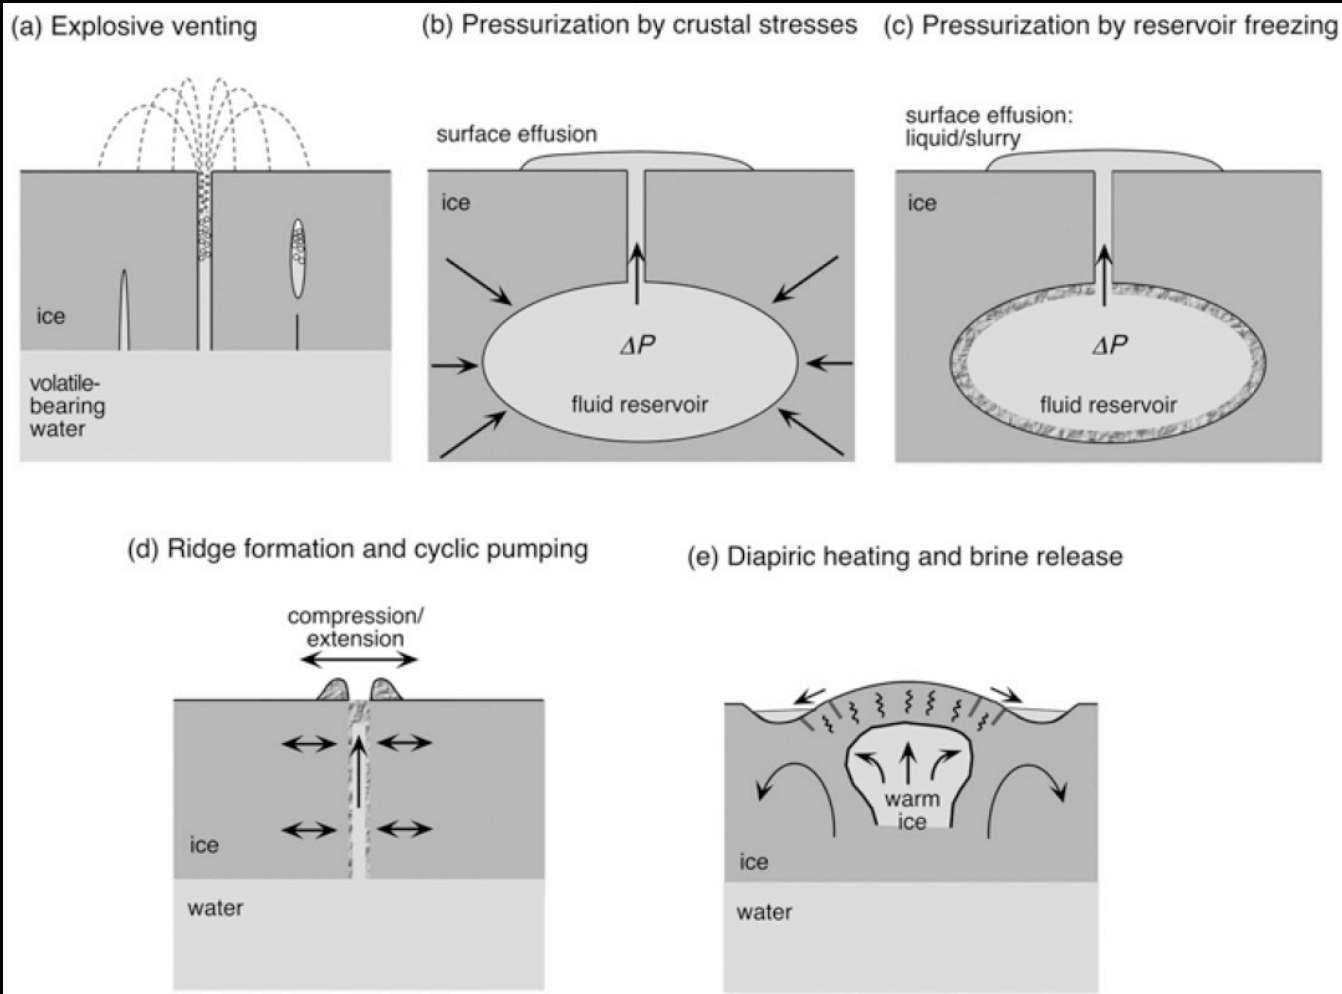 (a) Explosive venting
ice
volatile-
bearing
water
(b) Pressurization by crustal stresses
surface effusion
ice
ΔP
fluid reservoir
(c) Pressurization by reservoir freezing
surface effusion:
liquid/slurry
ice
ΔP
fluid reservoir
(d) Ridge formation and cyclic pumping
compression/
extension
ice
water
(e) Diapiric heating and brine release
warm
ice
ice
water